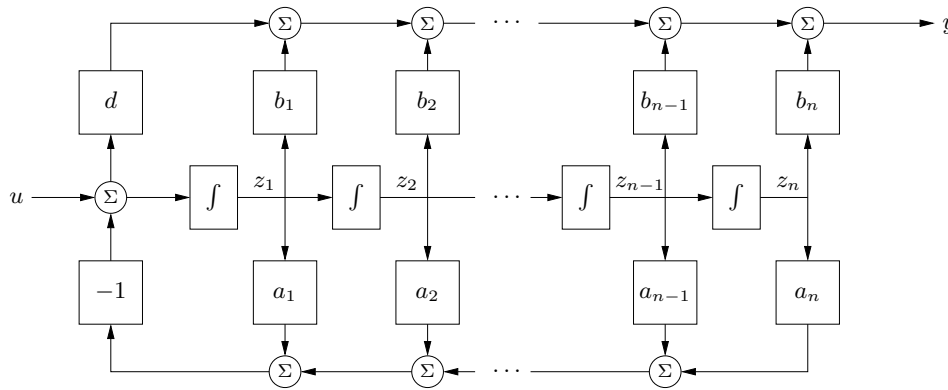 Σ Σ ⋯ Σ Σ y
d b₁ b₂ bₙ₋₁ bₙ
u Σ ∫ z₁ ∫ z₂ ⋯ ∫ zₙ₋₁ ∫ zₙ
−1 a₁ a₂ aₙ₋₁ aₙ
Σ Σ ⋯ Σ